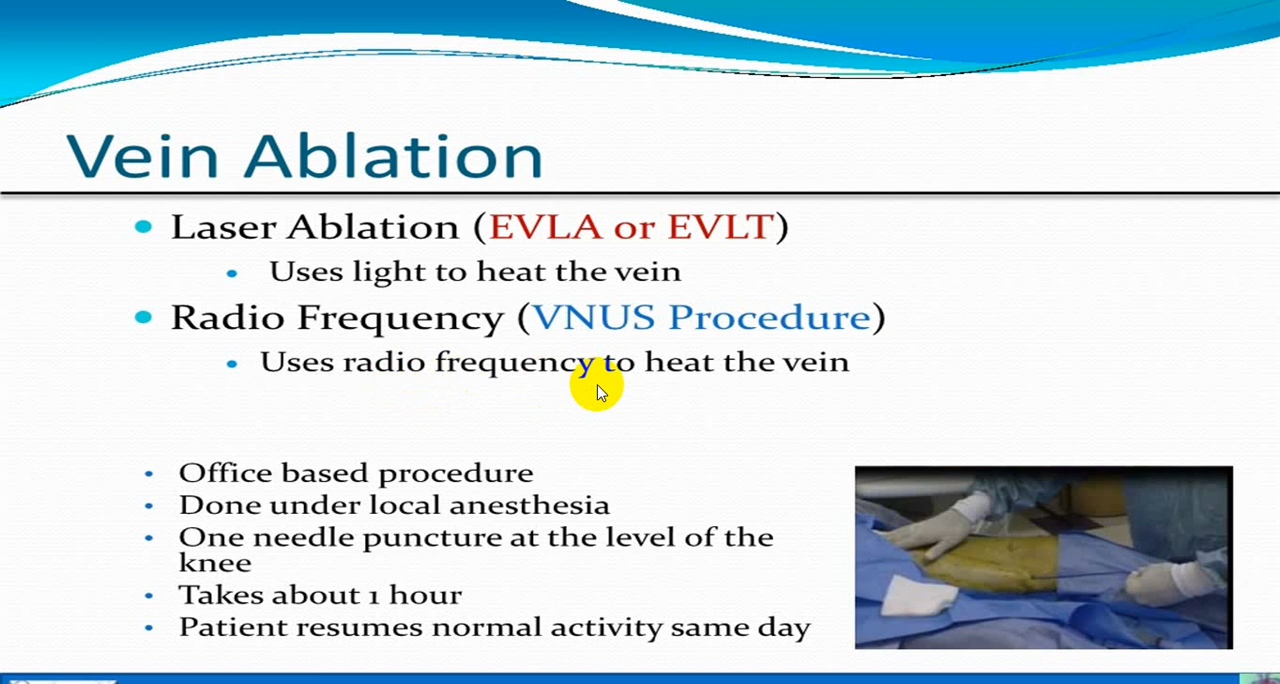 Vein Ablation
• Laser Ablation (EVLA or EVLT)
• Uses light to heat the vein
• Radio Frequency (VNUS Procedure)
• Uses radio frequency to heat the vein
• Office based procedure
• Done under local anesthesia
• One needle puncture at the level of the
knee
• Takes about 1 hour
• Patient resumes normal activity same day